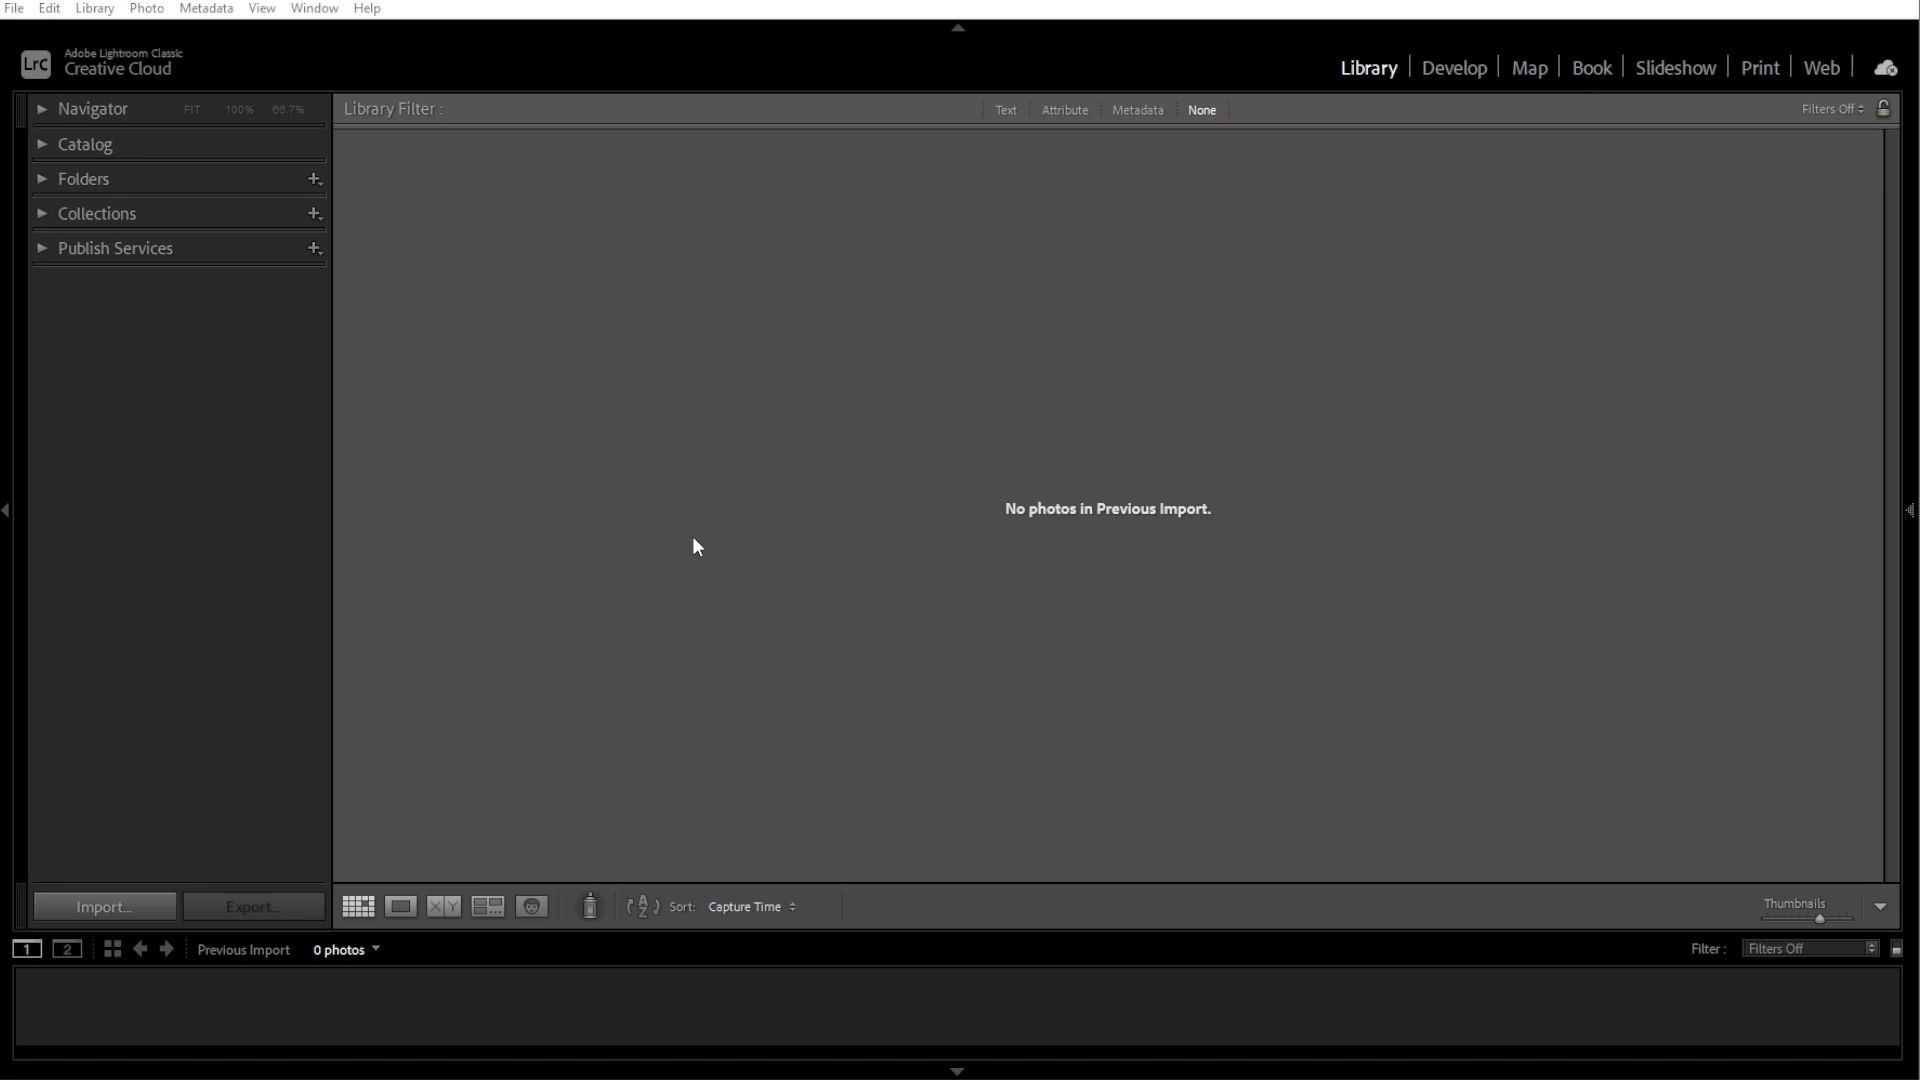 File Edit Library Photo Metadata View Window Help
LrC
Adobe Lightroom Classic
Creative Cloud
Library Develop Map Book Slideshow Print Web
Navigator FIT 100% 66.7%
Library Filter : Text Attribute Metadata None Filters Off
Catalog
Folders
Collections
Publish Services
No photos in Previous Import.
Import... Export...
XY
AZ
Sort: Capture Time
Thumbnails
1 2 Previous Import 0 photos Filter : Filters Off